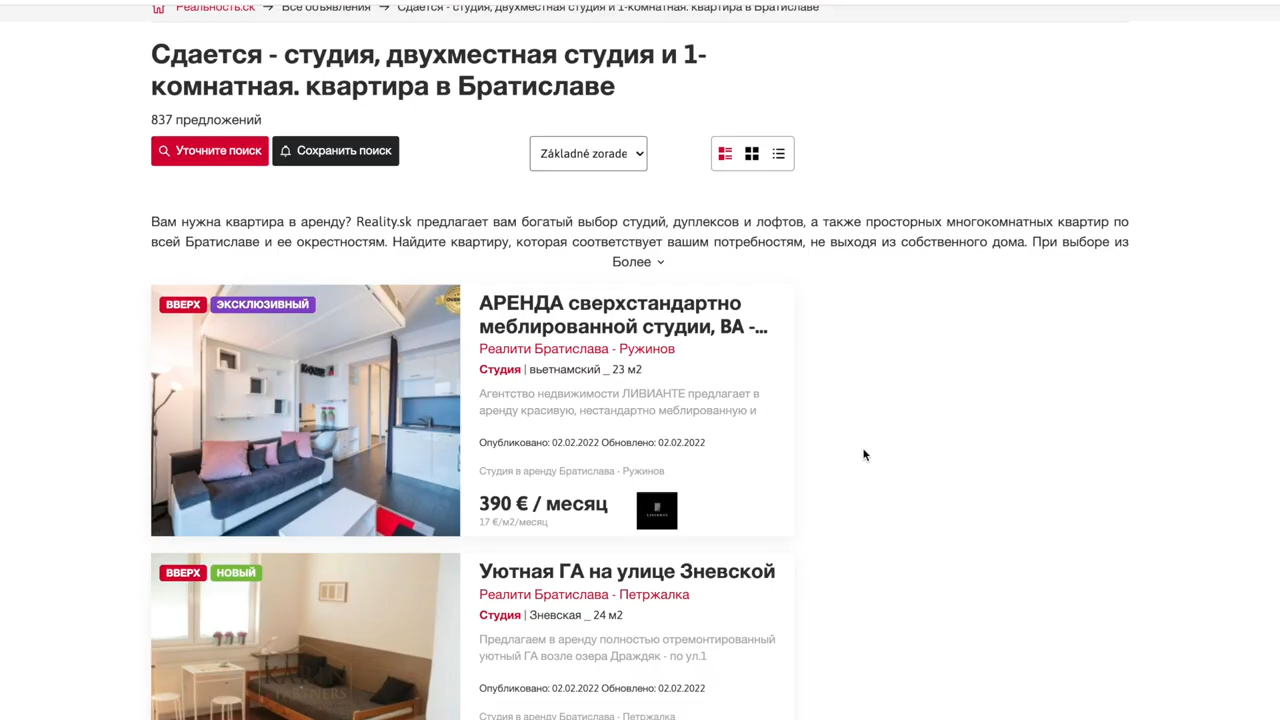 Реальность.ск → Все объявления → Сдается - студия, двухместная студия и 1-комнатная. квартира в Братиславе
Сдается - студия, двухместная студия и 1-
комнатная. квартира в Братиславе
837 предложений
Уточните поиск
Сохранить поиск
Základné zorade
Вам нужна квартира в аренду? Reality.sk предлагает вам богатый выбор студий, дуплексов и лофтов, а также просторных многокомнатных квартир по
всей Братиславе и ее окрестностям. Найдите квартиру, которая соответствует вашим потребностям, не выходя из собственного дома. При выборе из
Более
ВВЕРХ
ЭКСКЛЮЗИВНЫЙ
АРЕНДА сверхстандартно
меблированной студии, BA -...
Реалити Братислава - Ружинов
Студия | вьетнамский _ 23 м2
Агентство недвижимости ЛИВИАНТЕ предлагает в
аренду красивую, нестандартно меблированную и
Опубликовано: 02.02.2022 Обновлено: 02.02.2022
Студия в аренду Братислава - Ружинов
390 € / месяц
17 €/м2/месяц
ВВЕРХ
НОВЫЙ
Уютная ГА на улице Зневской
Реалити Братислава - Петржалка
Студия | Зневская _ 24 м2
Предлагаем в аренду полностью отремонтированный
уютный ГА возле озера Драждяк - по ул.1
Опубликовано: 02.02.2022 Обновлено: 02.02.2022
Студия в аренду Братислава - Петржалка